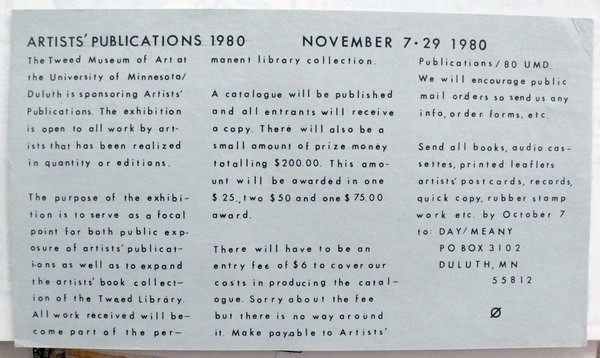 ARTISTS' PUBLICATIONS 1980 NOVEMBER 7·29 1980
The Tweed Museum of Art at
the University of Minnesota/
Duluth is sponsoring Artists'
Publications. The exhibition
is open to all work by art-
ists that has been realized
in quantity or editions.
The purpose of the exhibi-
tion is to serve as a focal
point for both public exp-
osure of artists' publicat-
ions as well as to expand
the artists' book collect-
ion of the Tweed Library.
All work received will be-
come part of the per-
manent library collection.
A catalogue will be published
and all entrants will receive
a copy. There will also be a
small amount of prize money
totalling $200.00. This amo-
unt will be awarded in one
$25., two $50 and one $75.00
award.
There will have to be an
entry fee of $6 to cover our
costs in producing the catal-
ogue. Sorry about the fee
but there is no way around
it. Make payable to Artists'
Publications/80 UMD.
We will encourage public
mail orders so send us any
info, order forms, etc.
Send all books, audio cas-
settes, printed leaflets
artists' postcards, records,
quick copy, rubber stamp
work etc. by October 7
to: DAY/MEANY
PO BOX 3102
DULUTH, MN
55812
Ø